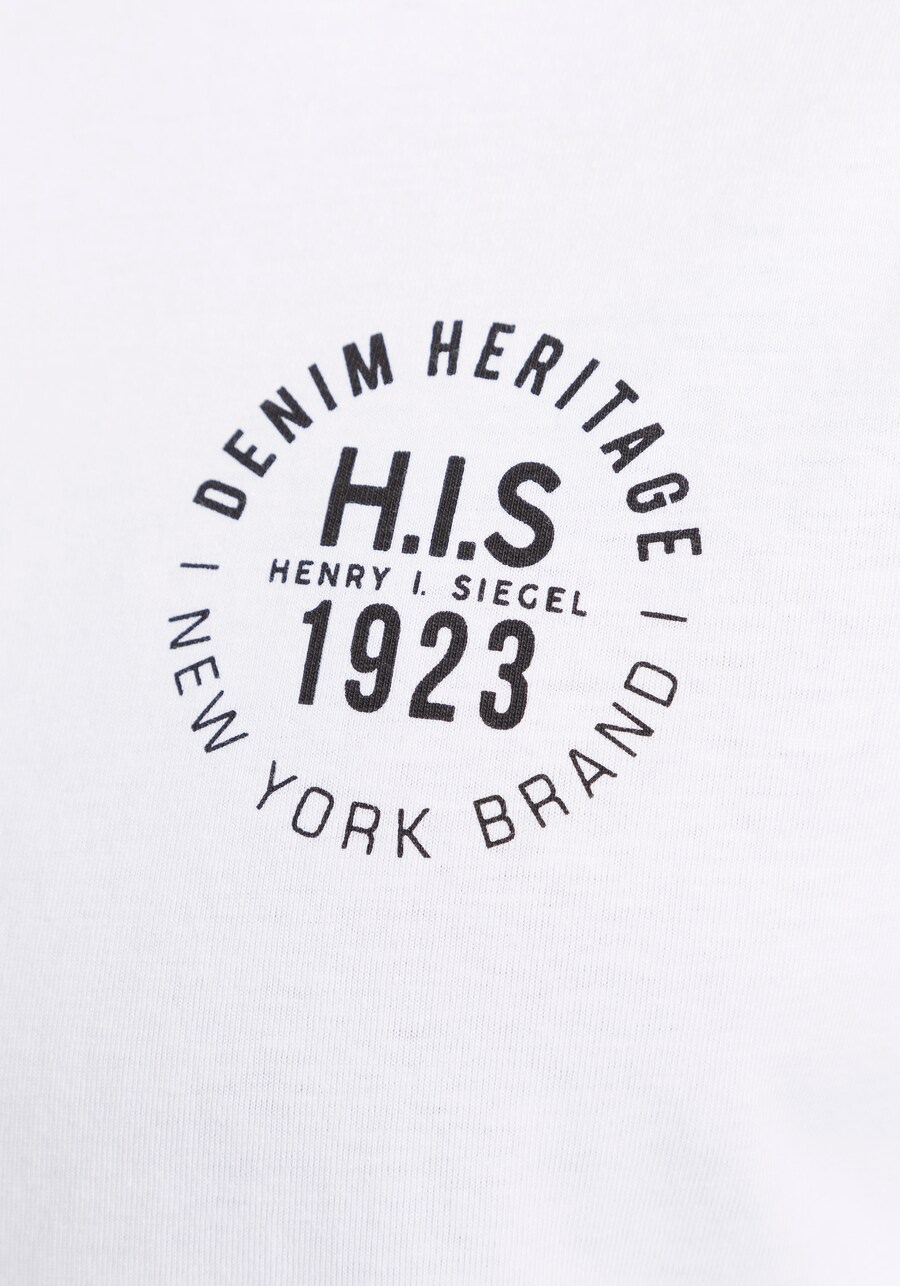 DENIM HERITAGE
H.I.S
HENRY I. SIEGEL
1923
| NEW YORK BRAND |